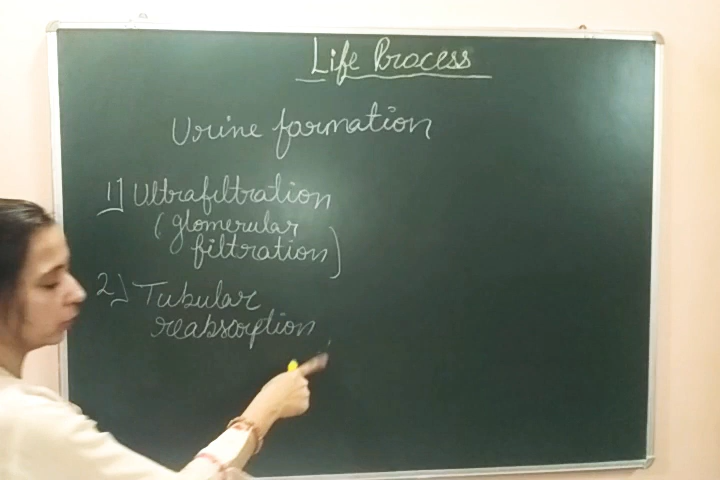 Life Process
Urine formation
1] Ultrafiltration
(glomerular
filtration)
2] Tubular
reabsorption